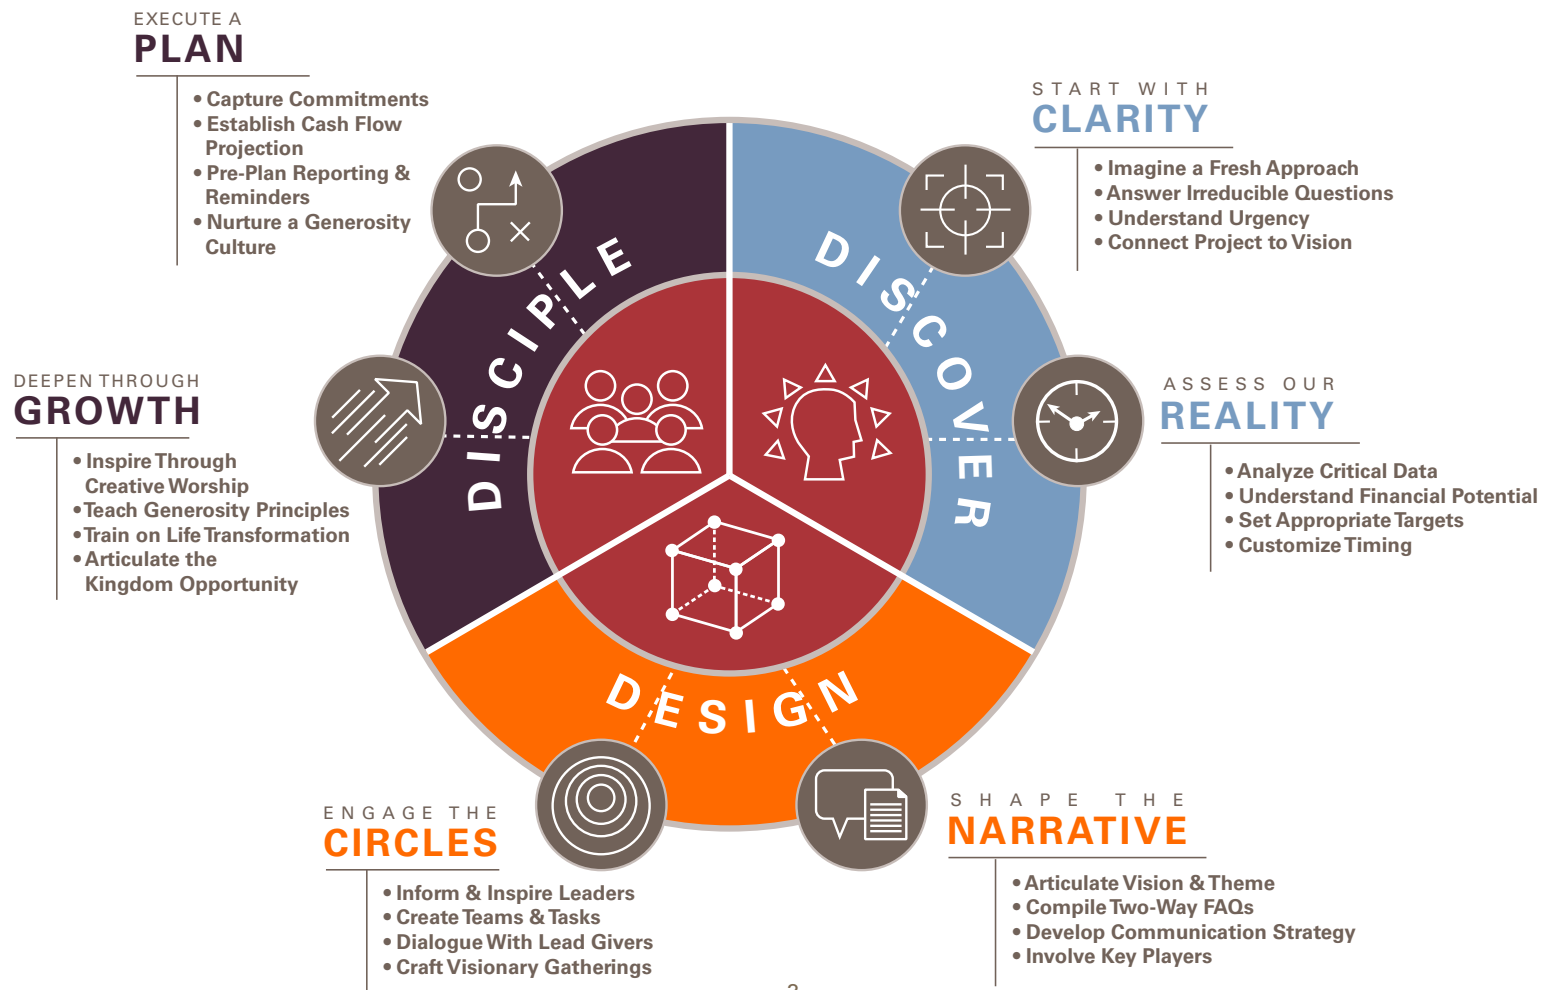 EXECUTE A
PLAN
• Capture Commitments
• Establish Cash Flow
Projection
• Pre-Plan Reporting &
Reminders
• Nurture a Generosity
Culture
START WITH
CLARITY
• Imagine a Fresh Approach
• Answer Irreducible Questions
• Understand Urgency
• Connect Project to Vision
DISCIPLE
DISCOVER
DEEPEN THROUGH
GROWTH
• Inspire Through
Creative Worship
• Teach Generosity Principles
• Train on Life Transformation
• Articulate the
Kingdom Opportunity
ASSESS OUR
REALITY
• Analyze Critical Data
• Understand Financial Potential
• Set Appropriate Targets
• Customize Timing
DESIGN
ENGAGE THE
CIRCLES
• Inform & Inspire Leaders
• Create Teams & Tasks
• Dialogue With Lead Givers
• Craft Visionary Gatherings
SHAPE THE
NARRATIVE
• Articulate Vision & Theme
• Compile Two-Way FAQs
• Develop Communication Strategy
• Involve Key Players